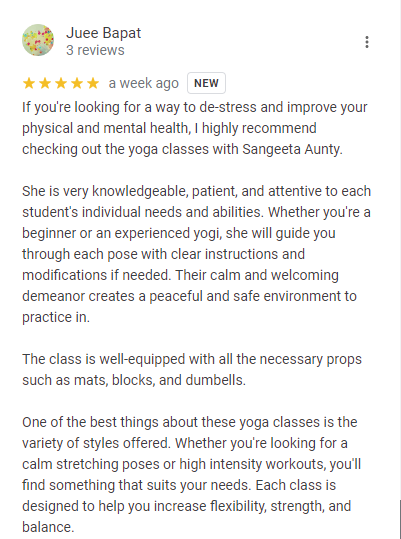 Juee Bapat
3 reviews
★★★★★ a week ago NEW
If you're looking for a way to de-stress and improve your
physical and mental health, I highly recommend
checking out the yoga classes with Sangeeta Aunty.
She is very knowledgeable, patient, and attentive to each
student's individual needs and abilities. Whether you're a
beginner or an experienced yogi, she will guide you
through each pose with clear instructions and
modifications if needed. Their calm and welcoming
demeanor creates a peaceful and safe environment to
practice in.
The class is well-equipped with all the necessary props
such as mats, blocks, and dumbells.
One of the best things about these yoga classes is the
variety of styles offered. Whether you're looking for a
calm stretching poses or high intensity workouts, you'll
find something that suits your needs. Each class is
designed to help you increase flexibility, strength, and
balance.